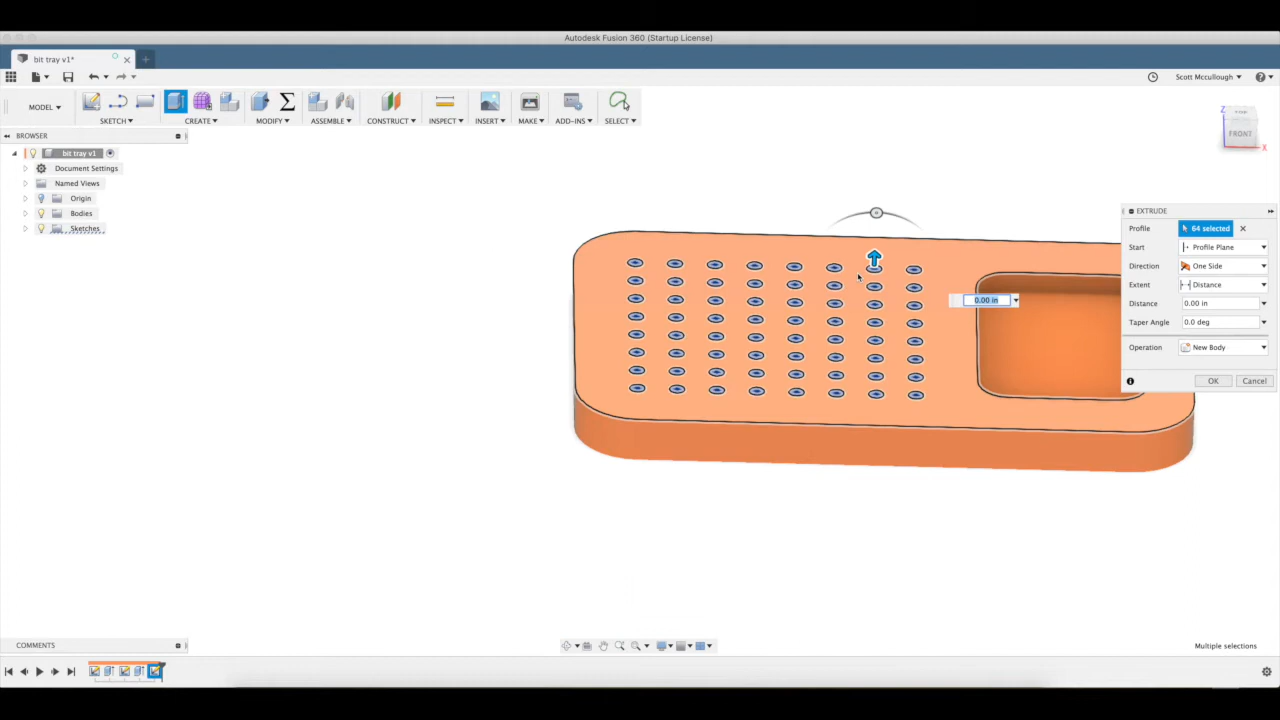 Autodesk Fusion 360 (Startup License)
bit tray v1*
Scott Mccullough
MODEL
SKETCH
CREATE
MODIFY
ASSEMBLE
CONSTRUCT
INSPECT
INSERT
MAKE
ADD-INS
SELECT
BROWSER
bit tray v1
Document Settings
Named Views
Origin
Bodies
Sketches
Z
TOP
FRONT
X
EXTRUDE
Profile 64 selected
Start Profile Plane
Direction One Side
Extent Distance
Distance 0.00 in
Taper Angle 0.0 deg
Operation New Body
OK Cancel
0.00 in
COMMENTS
Multiple selections